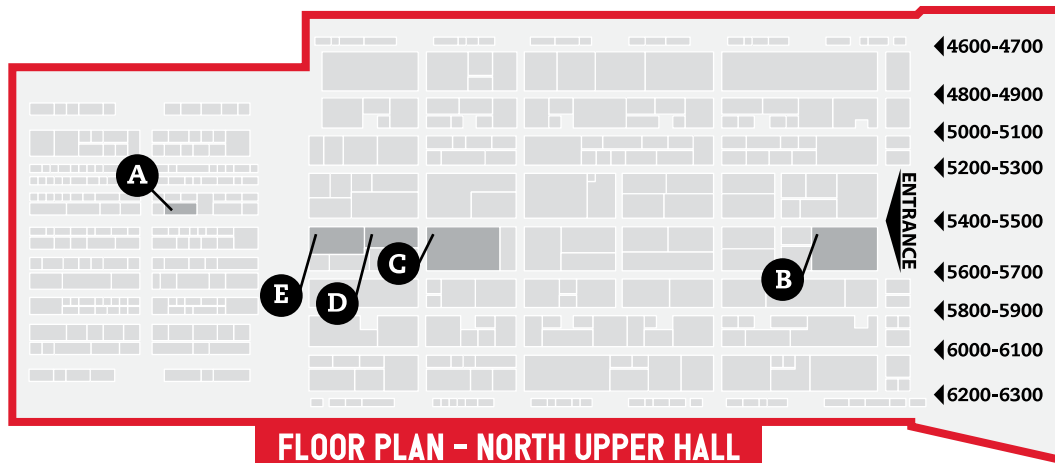 4600-4700
4800-4900
5000-5100
5200-5300
A
ENTRANCE
5400-5500
E
D
C
B
5600-5700
5800-5900
6000-6100
6200-6300
FLOOR PLAN - NORTH UPPER HALL